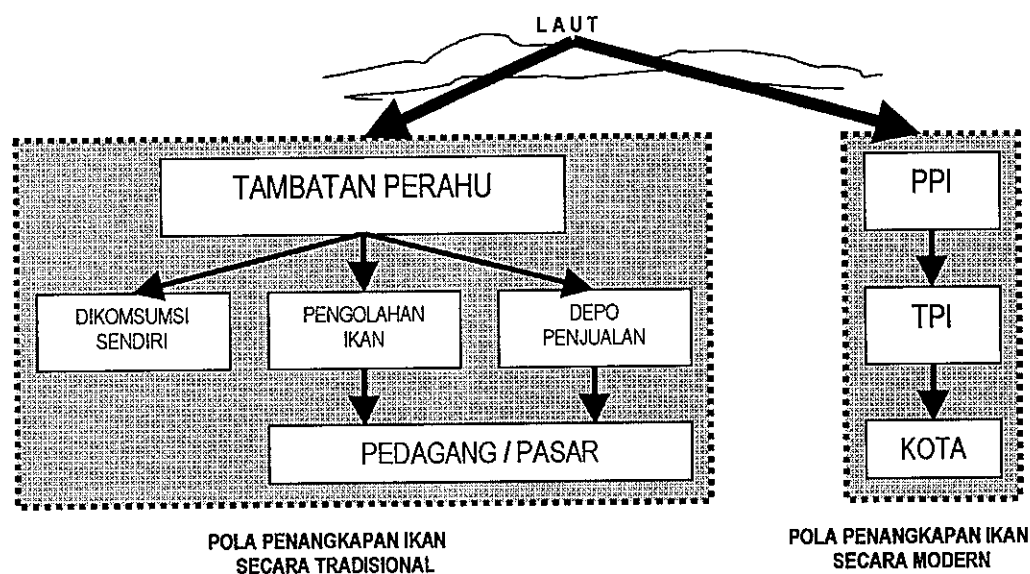 LAUT
TAMBATAN PERAHU
DIKOMSUMSI
SENDIRI
PENGOLAHAN
IKAN
DEPO
PENJUALAN
PEDAGANG / PASAR
POLA PENANGKAPAN IKAN
SECARA TRADISIONAL
PPI
TPI
KOTA
POLA PENANGKAPAN IKAN
SECARA MODERN